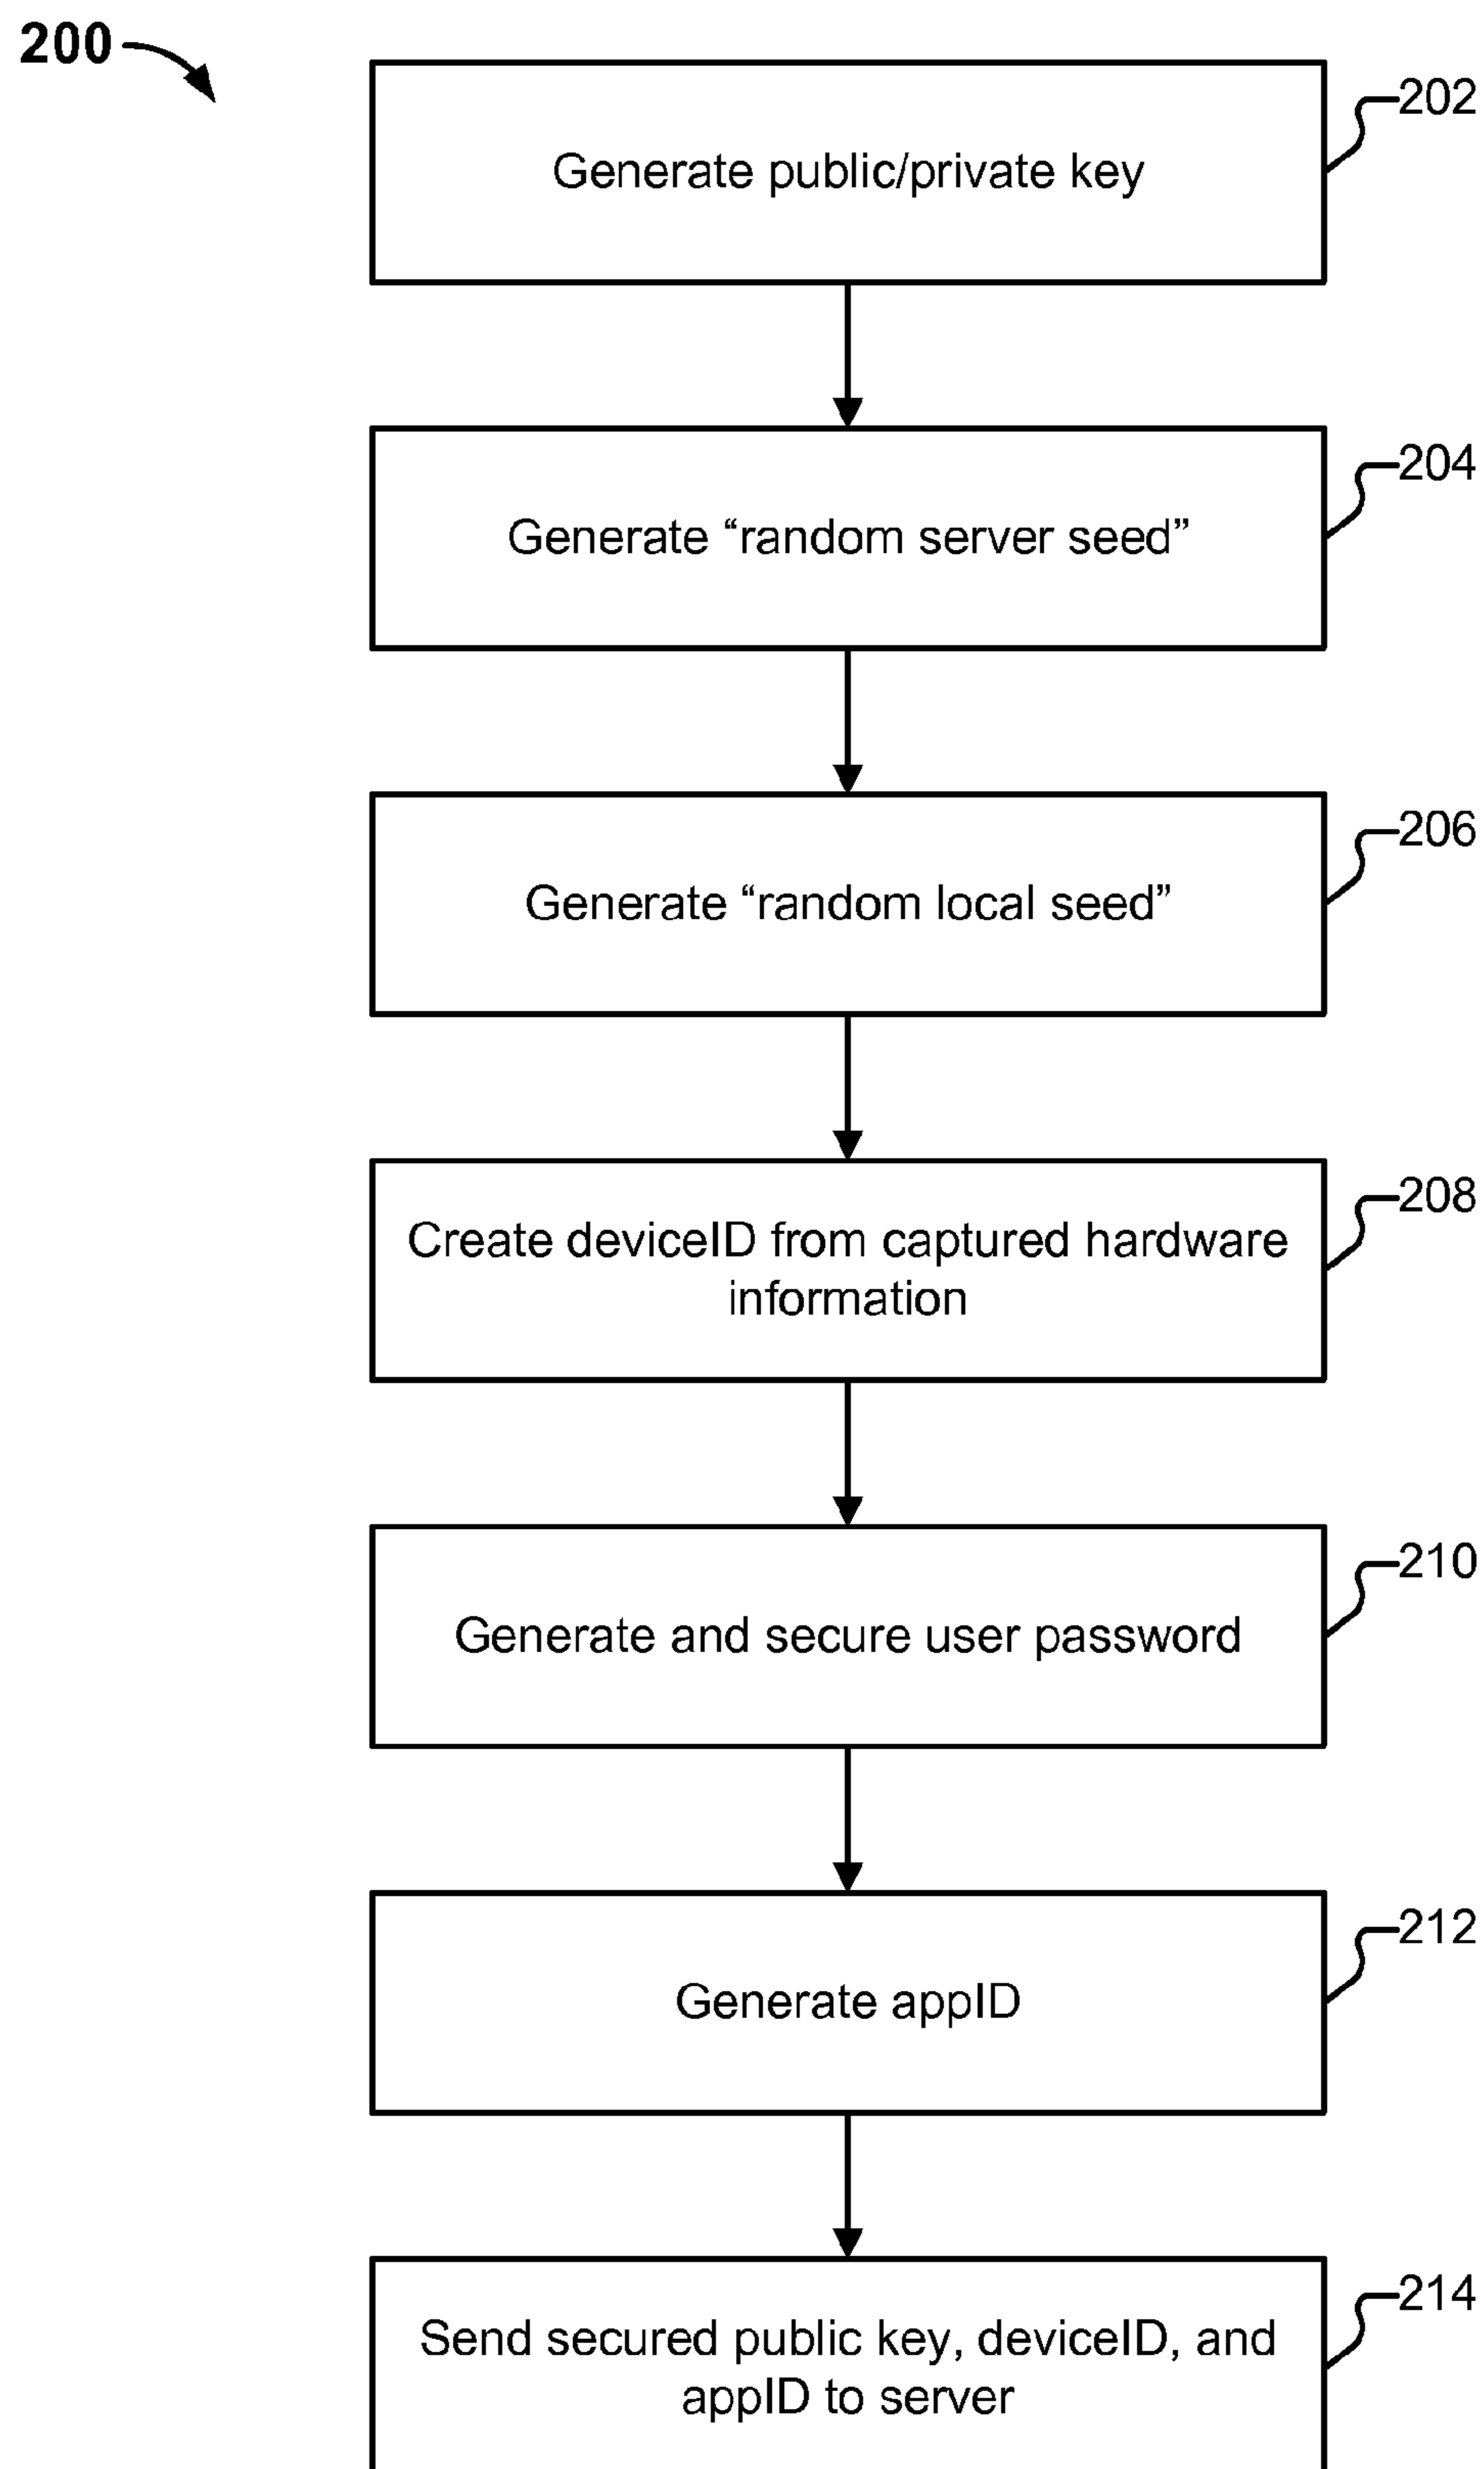 200
Generate public/private key
202
Generate “random server seed”
204
Generate “random local seed”
206
Create deviceID from captured hardware
information
208
Generate and secure user password
210
Generate appID
212
Send secured public key, deviceID, and
appID to server
214